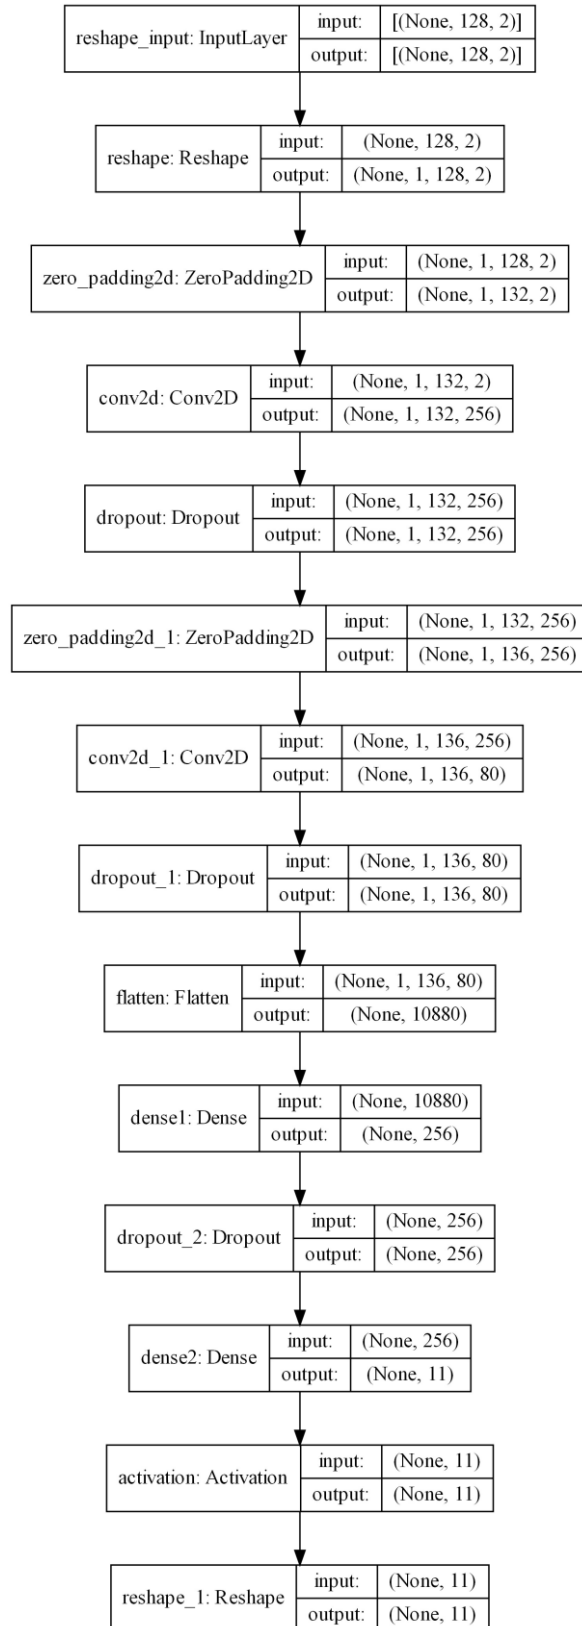 reshape_input: InputLayer
input: [(None, 128, 2)]
output: [(None, 128, 2)]
reshape: Reshape
input: (None, 128, 2)
output: (None, 1, 128, 2)
zero_padding2d: ZeroPadding2D
input: (None, 1, 128, 2)
output: (None, 1, 132, 2)
conv2d: Conv2D
input: (None, 1, 132, 2)
output: (None, 1, 132, 256)
dropout: Dropout
input: (None, 1, 132, 256)
output: (None, 1, 132, 256)
zero_padding2d_1: ZeroPadding2D
input: (None, 1, 132, 256)
output: (None, 1, 136, 256)
conv2d_1: Conv2D
input: (None, 1, 136, 256)
output: (None, 1, 136, 80)
dropout_1: Dropout
input: (None, 1, 136, 80)
output: (None, 1, 136, 80)
flatten: Flatten
input: (None, 1, 136, 80)
output: (None, 10880)
dense1: Dense
input: (None, 10880)
output: (None, 256)
dropout_2: Dropout
input: (None, 256)
output: (None, 256)
dense2: Dense
input: (None, 256)
output: (None, 11)
activation: Activation
input: (None, 11)
output: (None, 11)
reshape_1: Reshape
input: (None, 11)
output: (None, 11)